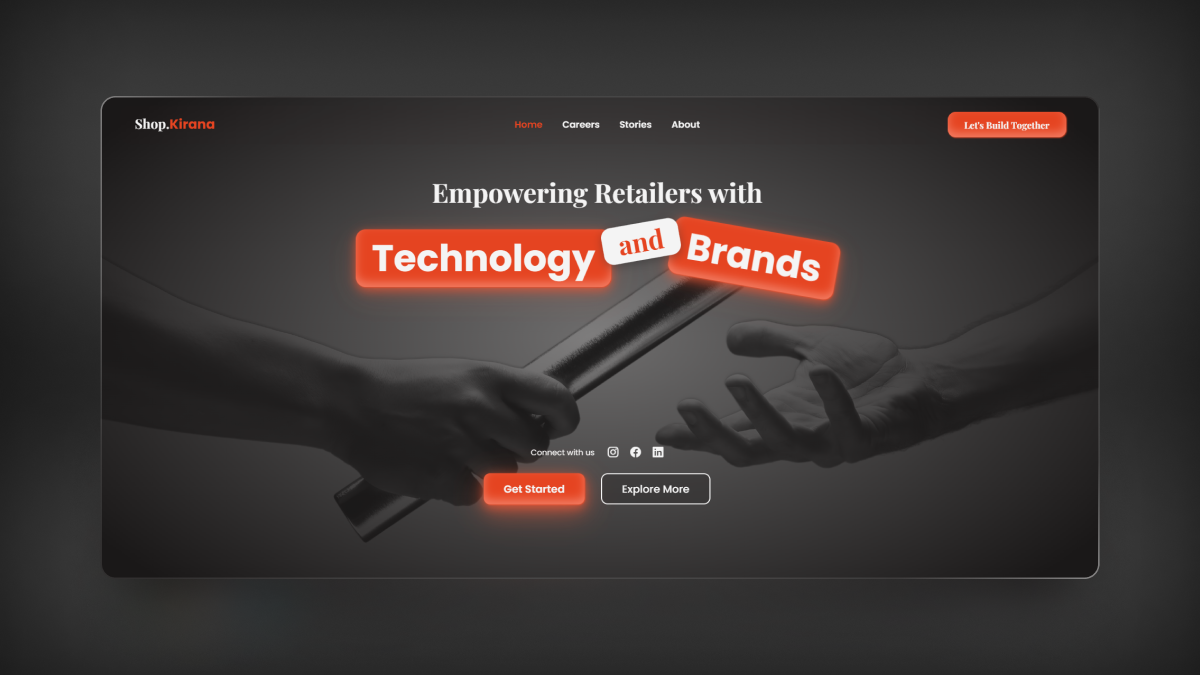 Shop.Kirana
Home Careers Stories About
Let's Build Together
Empowering Retailers with
Technology and Brands
Connect with us
Get Started
Explore More